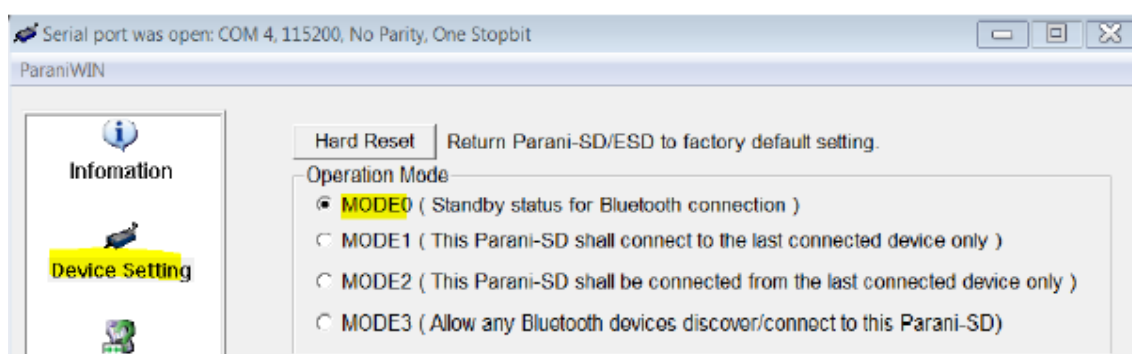 Serial port was open: COM 4, 115200, No Parity, One Stopbit
ParaniWIN
Infomation
Device Setting
Hard Reset Return Parani-SD/ESD to factory default setting.
Operation Mode
MODE0 ( Standby status for Bluetooth connection )
MODE1 ( This Parani-SD shall connect to the last connected device only )
MODE2 ( This Parani-SD shall be connected from the last connected device only )
MODE3 ( Allow any Bluetooth devices discover/connect to this Parani-SD)